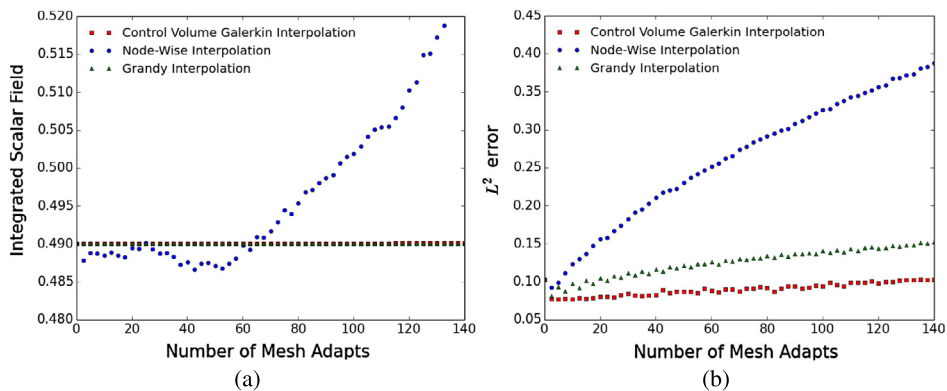 0.520
0.515
0.510
0.505
0.500
0.495
0.490
0.485
0.480
Integrated Scalar Field
Control Volume Galerkin Interpolation
Node-Wise Interpolation
Grandy Interpolation
0 20 40 60 80 100 120 140
Number of Mesh Adapts
(a)
0.45
0.40
0.35
0.30
0.25
0.20
0.15
0.10
0.05
L² error
Control Volume Galerkin Interpolation
Node-Wise Interpolation
Grandy Interpolation
0 20 40 60 80 100 120 140
Number of Mesh Adapts
(b)